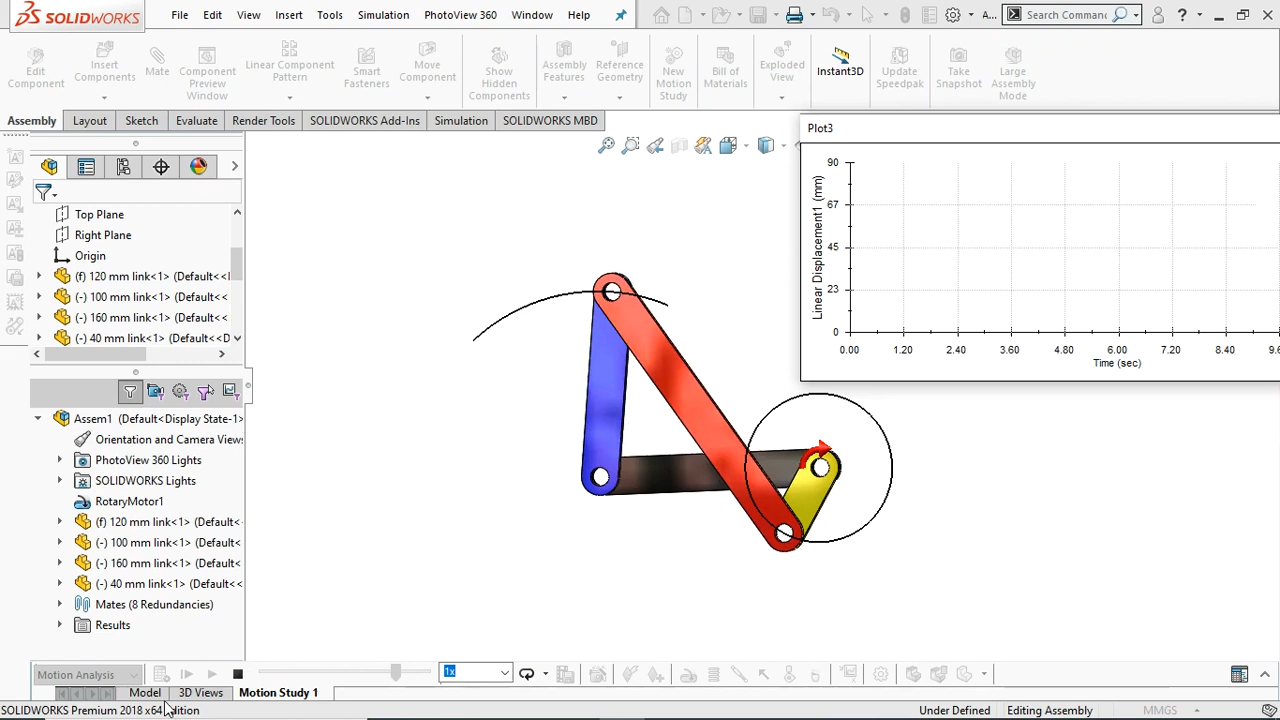 SOLIDWORKS File Edit View Insert Tools Simulation PhotoView 360 Window Help A... Search Comman ?
Edit Component
Insert Components
Mate
Component Preview Window
Linear Component Pattern
Smart Fasteners
Move Component
Show Hidden Components
Assembly Features
Reference Geometry
New Motion Study
Bill of Materials
Exploded View
Instant3D
Update Speedpak
Take Snapshot
Large Assembly Mode
Assembly Layout Sketch Evaluate Render Tools SOLIDWORKS Add-Ins Simulation SOLIDWORKS MBD
Top Plane
Right Plane
Origin
(f) 120 mm link<1> (Default<<
(-) 100 mm link<1> (Default<
(-) 160 mm link<1> (Default<
(-) 40 mm link<1> (Default<<D
Assem1 (Default<Display State-1>
Orientation and Camera Views
PhotoView 360 Lights
SOLIDWORKS Lights
RotaryMotor1
(f) 120 mm link<1> (Default<
(-) 100 mm link<1> (Default<
(-) 160 mm link<1> (Default<
(-) 40 mm link<1> (Default<<
Mates (8 Redundancies)
Results
Plot3
Linear Displacement1 (mm)
90
67
45
23
0
0.00 1.20 2.40 3.60 4.80 6.00 7.20 8.40 9.6
Time (sec)
Motion Analysis 1x
Model 3D Views Motion Study 1
SOLIDWORKS Premium 2018 x64 Edition Under Defined Editing Assembly MMGS